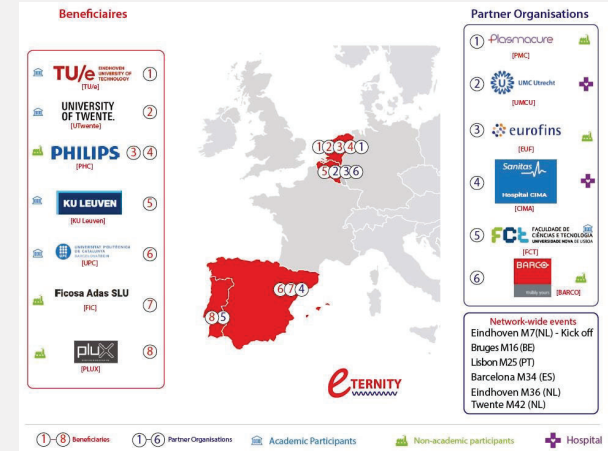 Beneficiaires
TU/e EINDHOVEN UNIVERSITY OF TECHNOLOGY
[TU/e]
1
UNIVERSITY
OF TWENTE.
[UTwente]
2
PHILIPS
[PHC]
3 4
KU LEUVEN
[KU Leuven]
5
UNIVERSITAT POLITÈCNICA
DE CATALUNYA
BARCELONATECH
[UPC]
6
Ficosa Adas SLU
[FIC]
7
plux
[PLUX]
8
1 2 3 4 1
5 2 3 6
6 7 4
8 5
eTERNITY
Partner Organisations
1
Plasmacure
[PMC]
2
UMC Utrecht
[UMCU]
3
eurofins
[EUF]
4
Sanitas
Hospital CIMA
[CIMA]
5
FCT FACULDADE DE
CIÊNCIAS E TECNOLOGIA
UNIVERSIDADE NOVA DE LISBOA
[FCT]
6
BARCO
[BARCO]
Network-wide events
Eindhoven M7(NL) - Kick off
Bruges M16(BE)
Lisbon M25 (PT)
Barcelona M34 (ES)
Eindhoven M36 (NL)
Twente M42 (NL)
1-8 Beneficiaries
1-6 Partner Organisations
Academic Participants
Non-academic participants
Hospital